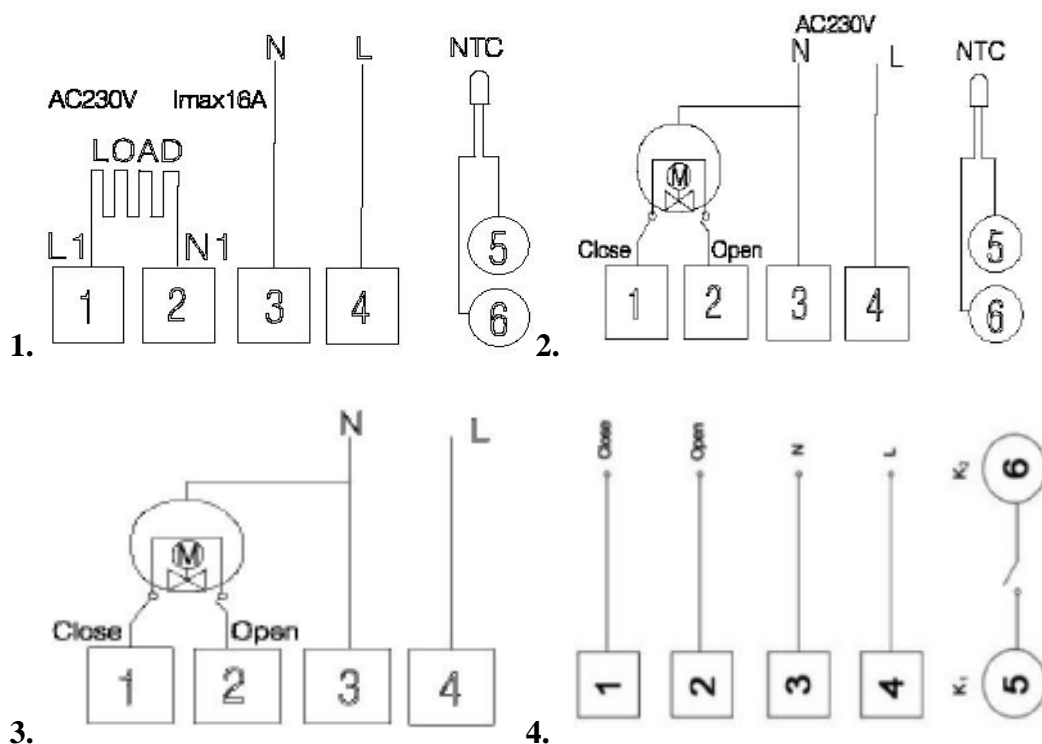 N L NTC
AC230V Imax16A
LOAD
L1 N1
5
1 2 3 4
6
1.
AC230V
N L NTC
M
Close Open
5
1 2 3 4
6
2.
N L
M
Close Open
1 2 3 4
3.
Close Open N L K2 6
1 2 3 4 K1 5
4.